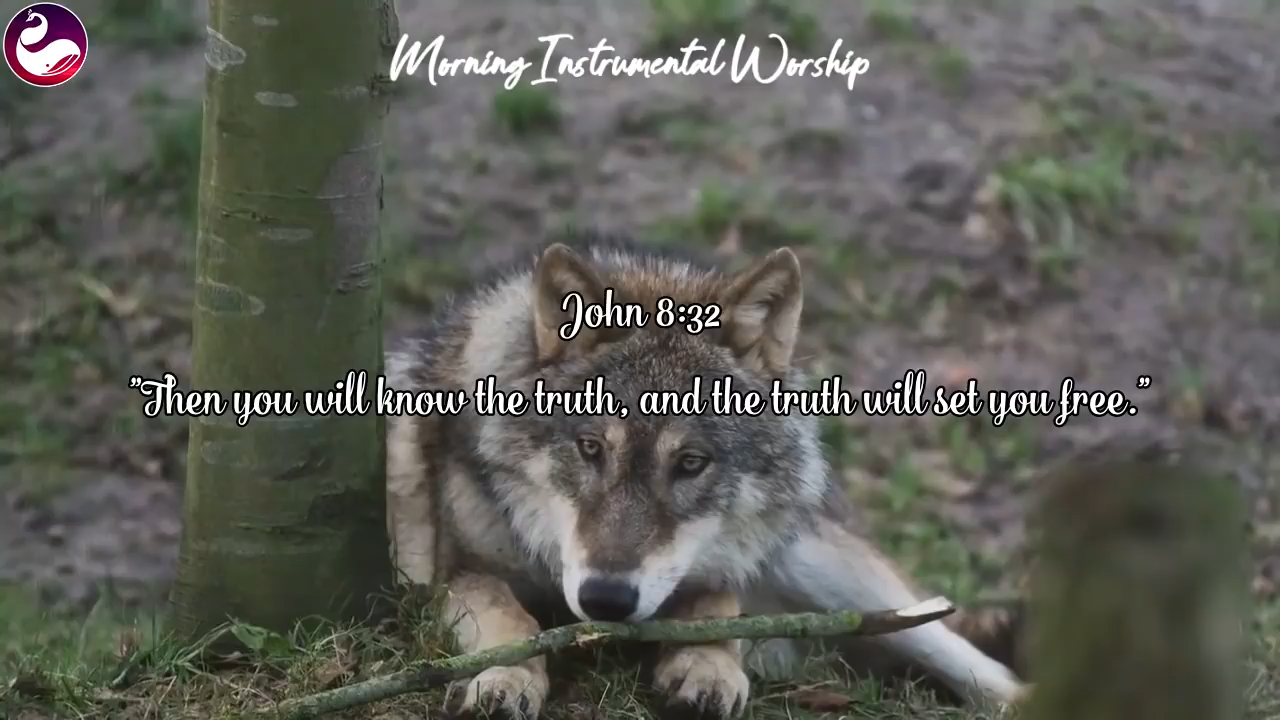 Morning Instrumental Worship
John 8:32
"Then you will know the truth, and the truth will set you free."